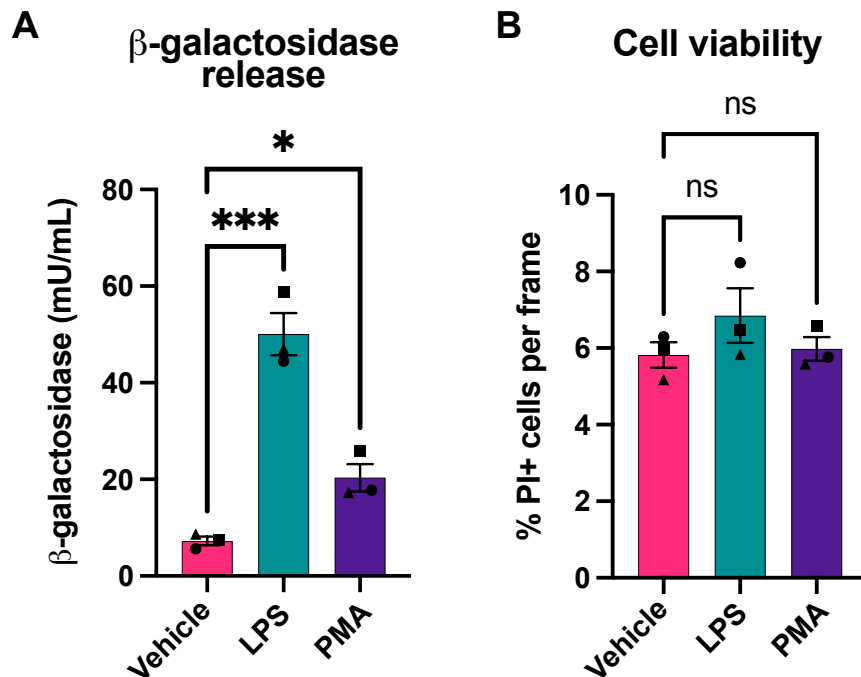 A
β-galactosidase
release
*
***
80
60
40
20
0
β-galactosidase (mU/mL)
Vehicle
LPS
PMA
B
Cell viability
ns
ns
10
8
6
4
2
0
% PI+ cells per frame
Vehicle
LPS
PMA